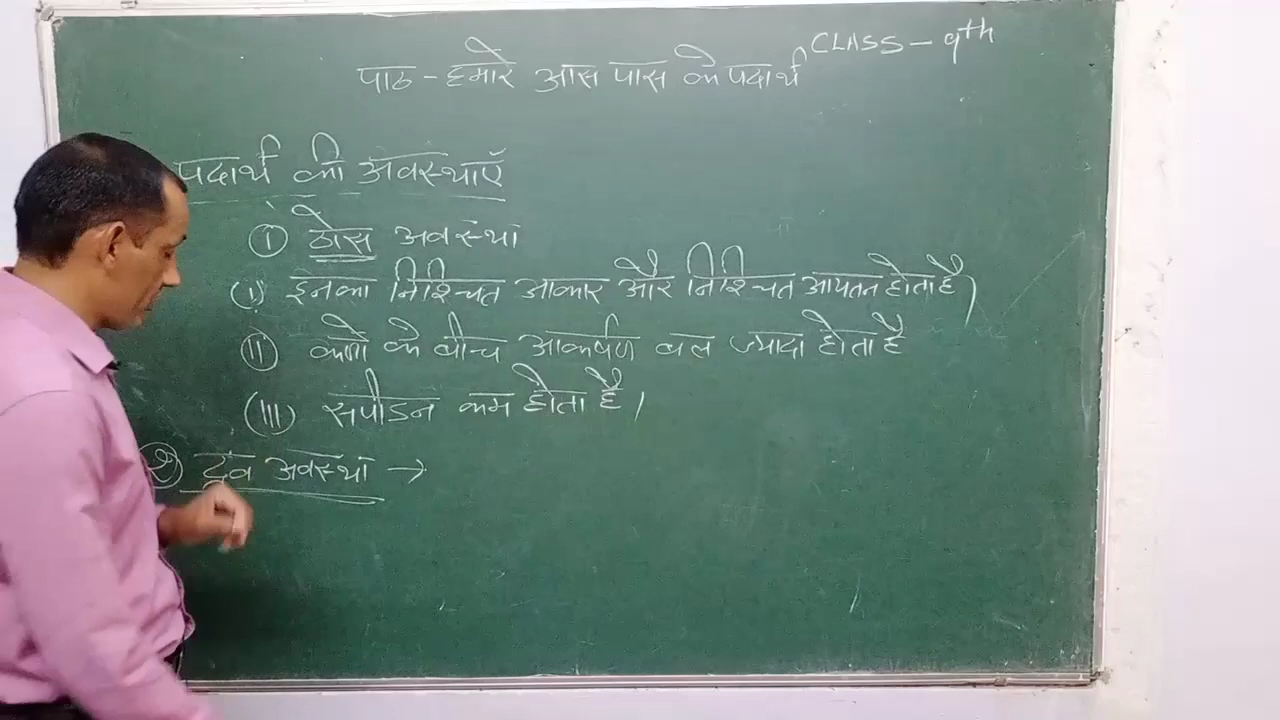 CLASS - 9th
पाठ - हमारे आस पास के पदार्थ
पदार्थ की अवस्थाएँ
① ठोस अवस्था
(i) इनका निश्चित आकार और निश्चित आयतन होता है।
(ii) कणो के बीच आकर्षण बल ज्यादा होता है
(iii) सपीडन कम होता है।
② द्रव अवस्था →